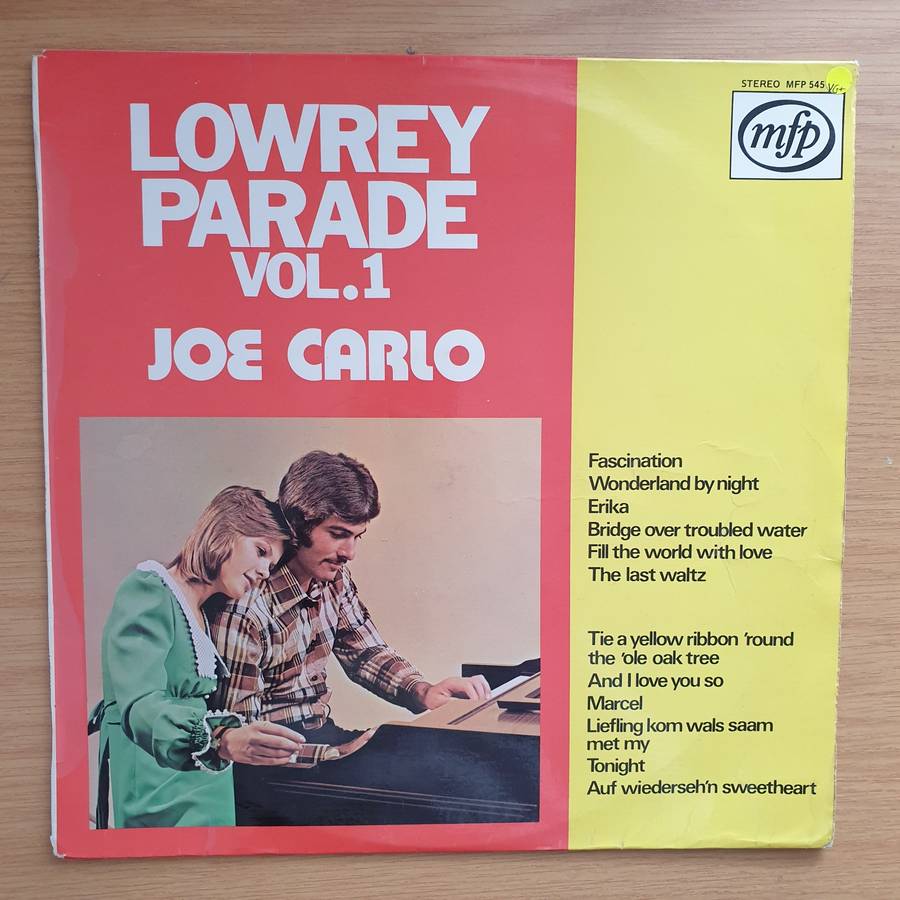 LOWREY
PARADE
VOL.1
JOE CARLO
STEREO MFP 545
VG+
mfp
Fascination
Wonderland by night
Erika
Bridge over troubled water
Fill the world with love
The last waltz
Tie a yellow ribbon 'round
the 'ole oak tree
And I love you so
Marcel
Liefling kom wals saam
met my
Tonight
Auf wiederseh'n sweetheart